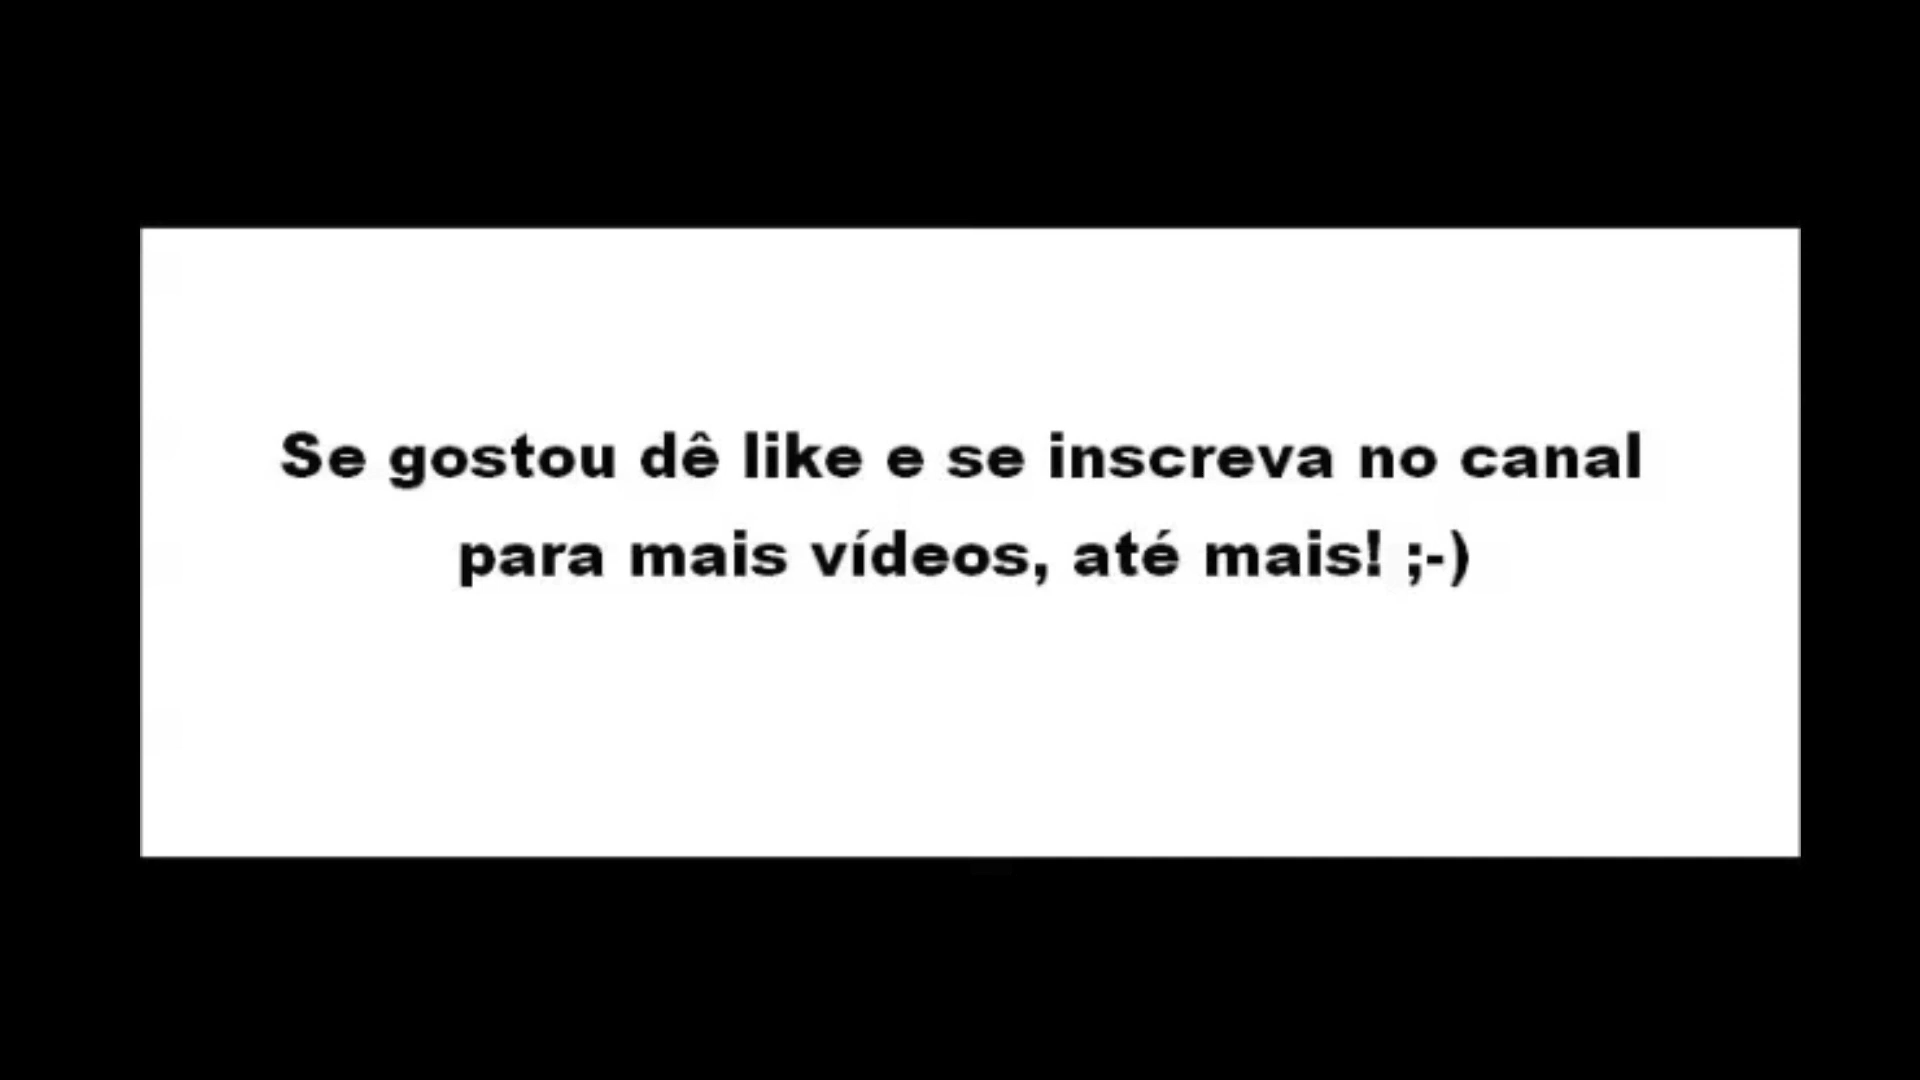 Se gostou dê like e se inscreva no canal
para mais vídeos, até mais! ;-)